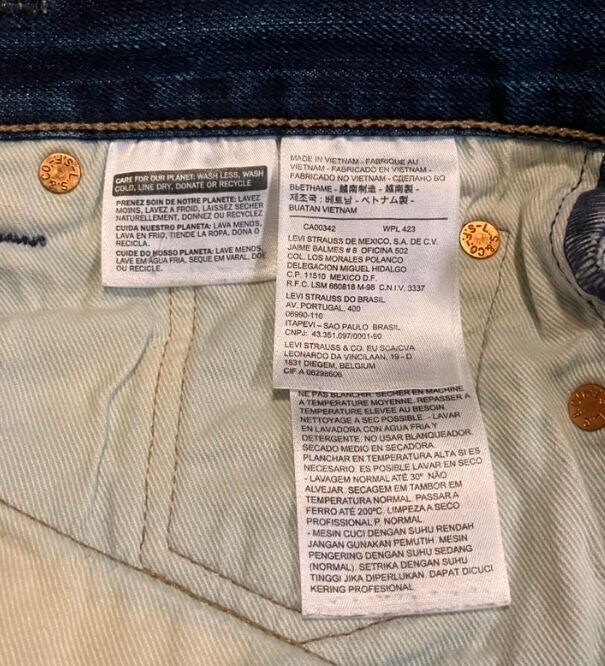 CARE FOR OUR PLANET: WASH LESS, WASH
COLD, LINE DRY, DONATE OR RECYCLE
PRENEZ SOIN DE NOTRE PLANETE: LAVEZ
MOINS, LAVEZ A FROID, LAISSEZ SECHER
NATURELLEMENT, DONNEZ OU RECYCLEZ
CUIDA NUESTRO PLANETA: LAVA MENOS,
LAVA EN FRIO, TIENDE LA ROPA, DONA O
RECICLA.
CUIDE DO NOSSO PLANETA: LAVE MENOS,
LAVE EM ÁGUA FRIA, SEQUE EM VARAL, DOE
OU RECICLE.
MADE IN VIETNAM - FABRIQUE AU
VIETNAM - FABRICADO EN VIETNAM -
FABRICADO NO VIETNAM - СДЕЛАНО ВО
ВЬЕТНАМЕ - 越南制造 - 越南製 -
제조국 : 베트남 - ベトナム製 -
BUATAN VIETNAM
CA00342 WPL 423
LEVI STRAUSS DE MEXICO, S.A. DE C.V.
JAIME BALMES # 8 OFICINA 502
COL. LOS MORALES POLANCO
DELEGACION MIGUEL HIDALGO
C.P. 11510 MEXICO D.F.
R.F.C. LSM 660818 M-98 C.N.I.V. 3337
LEVI STRAUSS DO BRASIL
AV. PORTUGAL, 400
06690-110
ITAPEVI – SAO PAULO BRASIL
CNPJ: 43.351.097/0001-90
LEVI STRAUSS & CO. EU SCA/CVA
LEONARDO DA VINCILAAN, 19 - D
1831 DIEGEM, BELGIUM
CIF A 08298606
NE PAS BLANCHIR. SECHER EN MACHINE
A TEMPERATURE MOYENNE. REPASSER A
TEMPERATURE ELEVEE AU BESOIN.
NETTOYAGE A SEC POSSIBLE. - LAVAR
EN LAVADORA CON AGUA FRIA Y
DETERGENTE. NO USAR BLANQUEADOR.
SECADO MEDIO EN SECADORA.
PLANCHAR EN TEMPERATURA ALTA SI ES
NECESARIO. ES POSIBLE LAVAR EN SECO
- LAVAGEM NORMAL ATÉ 30° NÃO
ALVEJAR. SECAGEM EM TAMBOR EM
TEMPERATURA NORMAL. PASSAR A
FERRO ATÉ 200°C. LIMPEZA A SECO
PROFISSIONAL P NORMAL.
- MESIN CUCI DENGAN SUHU RENDAH
JANGAN GUNAKAN PEMUTIH. MESIN
PENGERING DENGAN SUHU SEDANG
(NORMAL). SETRIKA DENGAN SUHU
TINGGI JIKA DIPERLUKAN. DAPAT DICUCI
KERING PROFESIONAL.